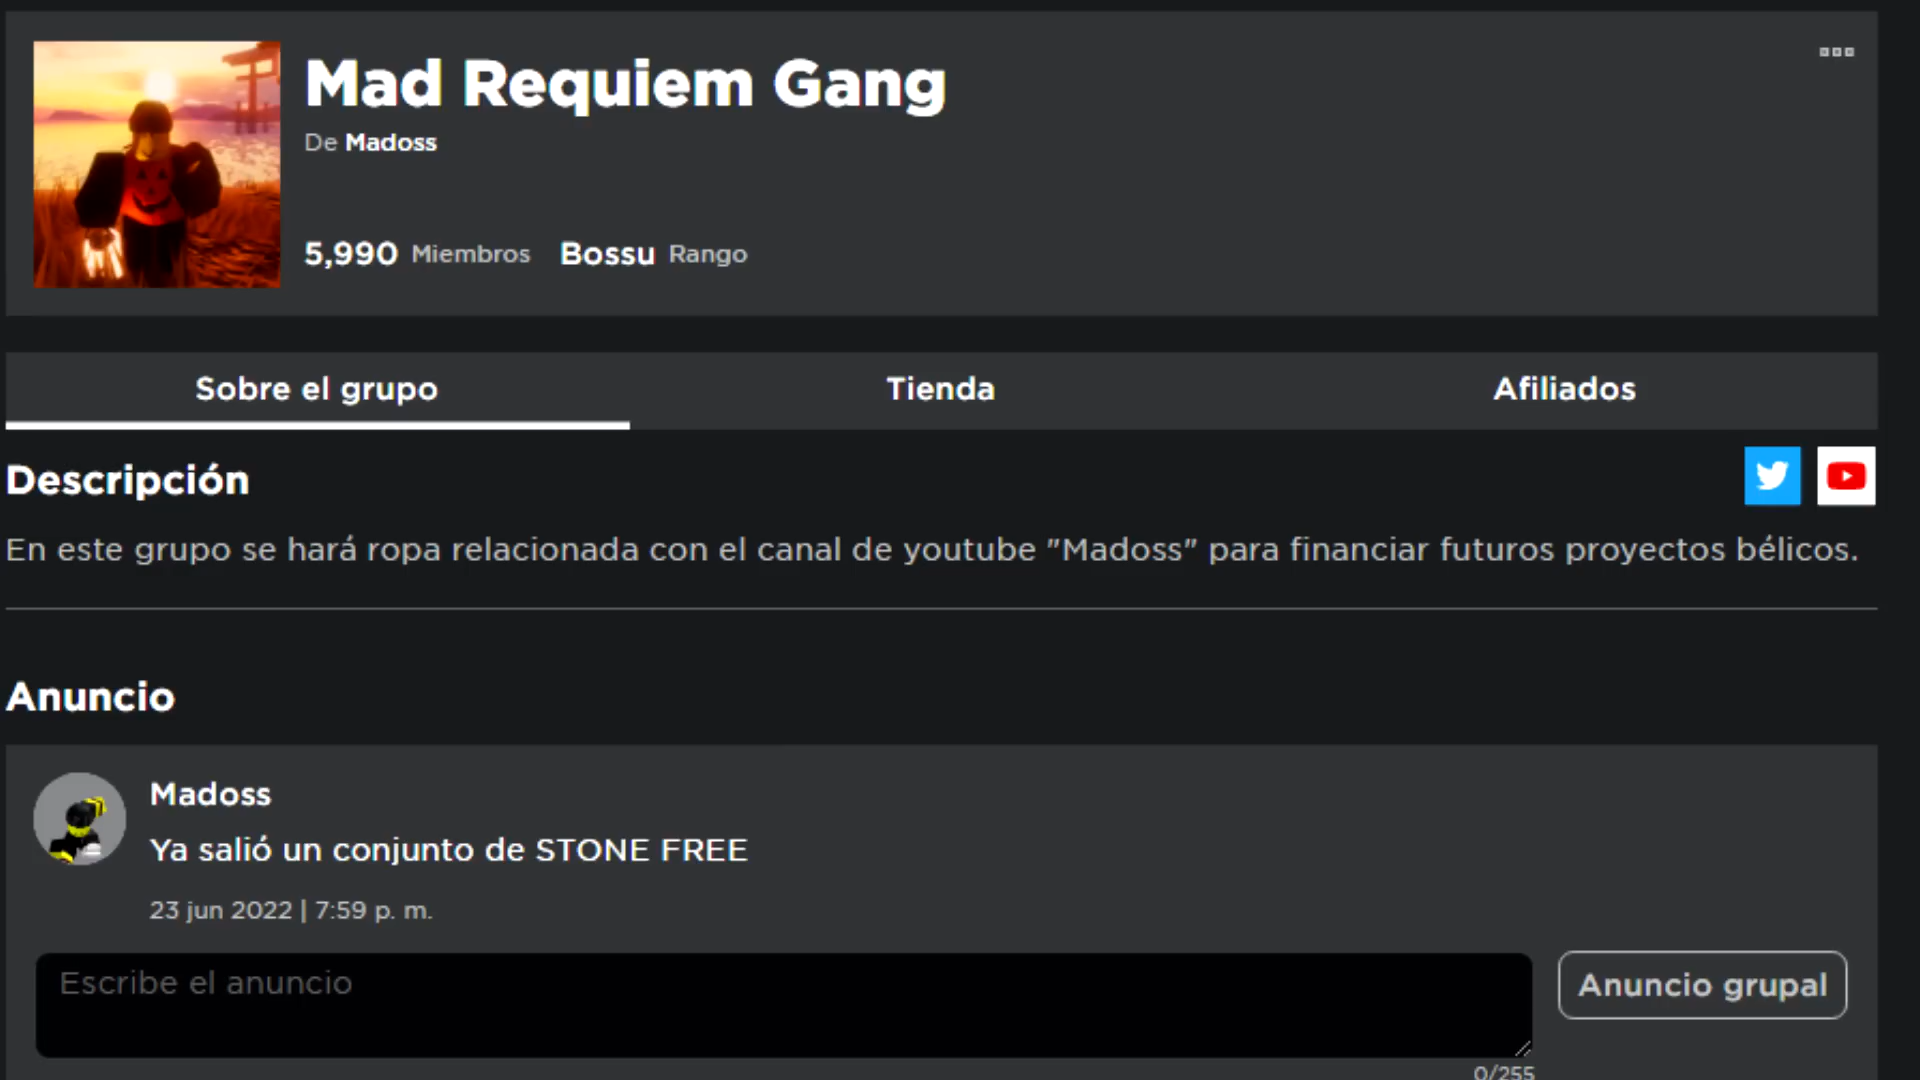 Mad Requiem Gang
De Madoss
5,990 Miembros Bossu Rango
Sobre el grupo Tienda Afiliados
Descripción
En este grupo se hará ropa relacionada con el canal de youtube "Madoss" para financiar futuros proyectos bélicos.
Anuncio
Madoss
Ya salió un conjunto de STONE FREE
23 jun 2022 | 7:59 p. m.
Escribe el anuncio
Anuncio grupal
0/255